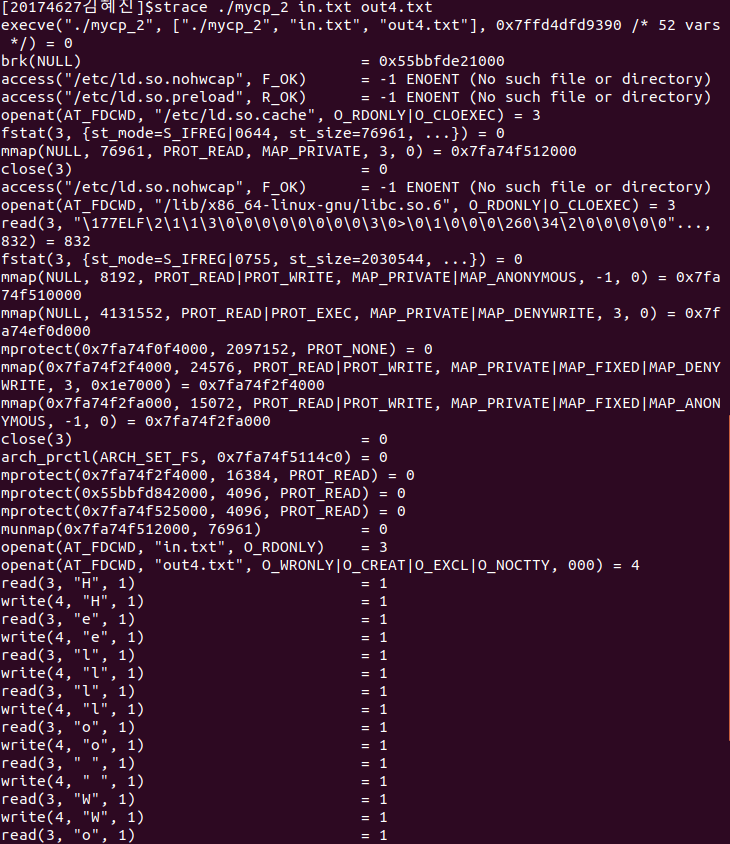 [20174627김혜진]$strace ./mycp_2 in.txt out4.txt
execve("./mycp_2", ["./mycp_2", "in.txt", "out4.txt"], 0x7ffd4dfd9390 /* 52 vars
 */) = 0
brk(NULL)                               = 0x55bbfde21000
access("/etc/ld.so.nohwcap", F_OK)      = -1 ENOENT (No such file or directory)
access("/etc/ld.so.preload", R_OK)      = -1 ENOENT (No such file or directory)
openat(AT_FDCWD, "/etc/ld.so.cache", O_RDONLY|O_CLOEXEC) = 3
fstat(3, {st_mode=S_IFREG|0644, st_size=76961, ...}) = 0
mmap(NULL, 76961, PROT_READ, MAP_PRIVATE, 3, 0) = 0x7fa74f512000
close(3)                                = 0
access("/etc/ld.so.nohwcap", F_OK)      = -1 ENOENT (No such file or directory)
openat(AT_FDCWD, "/lib/x86_64-linux-gnu/libc.so.6", O_RDONLY|O_CLOEXEC) = 3
read(3, "\177ELF\2\1\1\3\0\0\0\0\0\0\0\0\3\0>\0\1\0\0\0\260\34\2\0\0\0\0\0"...,
832) = 832
fstat(3, {st_mode=S_IFREG|0755, st_size=2030544, ...}) = 0
mmap(NULL, 8192, PROT_READ|PROT_WRITE, MAP_PRIVATE|MAP_ANONYMOUS, -1, 0) = 0x7fa
74f510000
mmap(NULL, 4131552, PROT_READ|PROT_EXEC, MAP_PRIVATE|MAP_DENYWRITE, 3, 0) = 0x7f
a74ef0d000
mprotect(0x7fa74f0f4000, 2097152, PROT_NONE) = 0
mmap(0x7fa74f2f4000, 24576, PROT_READ|PROT_WRITE, MAP_PRIVATE|MAP_FIXED|MAP_DENY
WRITE, 3, 0x1e7000) = 0x7fa74f2f4000
mmap(0x7fa74f2fa000, 15072, PROT_READ|PROT_WRITE, MAP_PRIVATE|MAP_FIXED|MAP_ANON
YMOUS, -1, 0) = 0x7fa74f2fa000
close(3)                                = 0
arch_prctl(ARCH_SET_FS, 0x7fa74f5114c0) = 0
mprotect(0x7fa74f2f4000, 16384, PROT_READ) = 0
mprotect(0x55bbfd842000, 4096, PROT_READ) = 0
mprotect(0x7fa74f525000, 4096, PROT_READ) = 0
munmap(0x7fa74f512000, 76961)           = 0
openat(AT_FDCWD, "in.txt", O_RDONLY)    = 3
openat(AT_FDCWD, "out4.txt", O_WRONLY|O_CREAT|O_EXCL|O_NOCTTY, 000) = 4
read(3, "H", 1)                         = 1
write(4, "H", 1)                        = 1
read(3, "e", 1)                         = 1
write(4, "e", 1)                        = 1
read(3, "l", 1)                         = 1
write(4, "l", 1)                        = 1
read(3, "l", 1)                         = 1
write(4, "l", 1)                        = 1
read(3, "o", 1)                         = 1
write(4, "o", 1)                        = 1
read(3, " ", 1)                         = 1
write(4, " ", 1)                        = 1
read(3, "W", 1)                         = 1
write(4, "W", 1)                        = 1
read(3, "o", 1)                         = 1